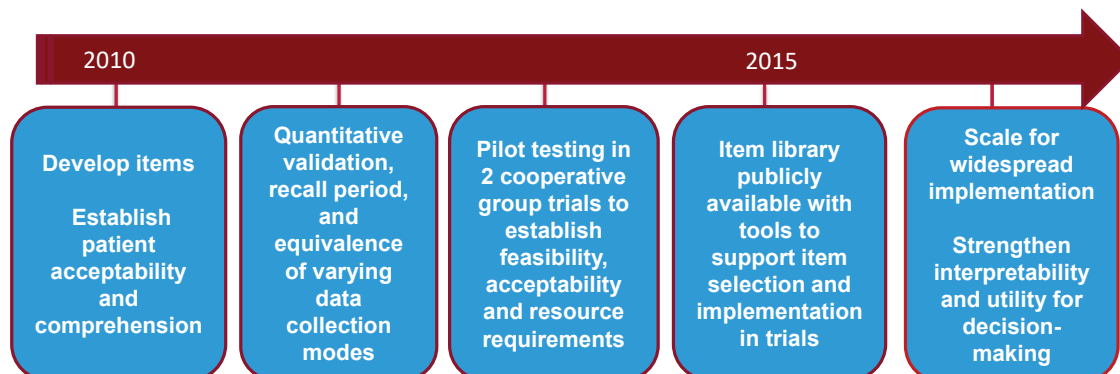 2010
2015
Develop items
Establish
patient
acceptability
and
comprehension
Quantitative
validation,
recall period,
and
equivalence
of varying
data
collection
modes
Pilot testing in
2 cooperative
group trials to
establish
feasibility,
acceptability
and resource
requirements
Item library
publicly
available with
tools to
support item
selection and
implementation
in trials
Scale for
widespread
implementation
Strengthen
interpretability
and utility for
decision-
making